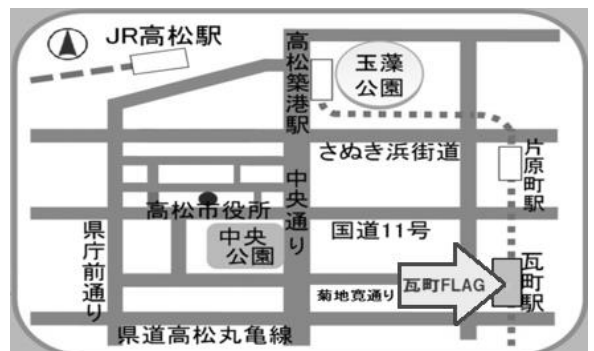 JR高松駅
高松築港駅
玉藻
公園
さぬき浜街道
片原町駅
中央通り
高松市役所
国道11号
県庁前通り
中央
公園
瓦町FLAG
瓦町駅
菊地寛通り
県道高松丸亀線